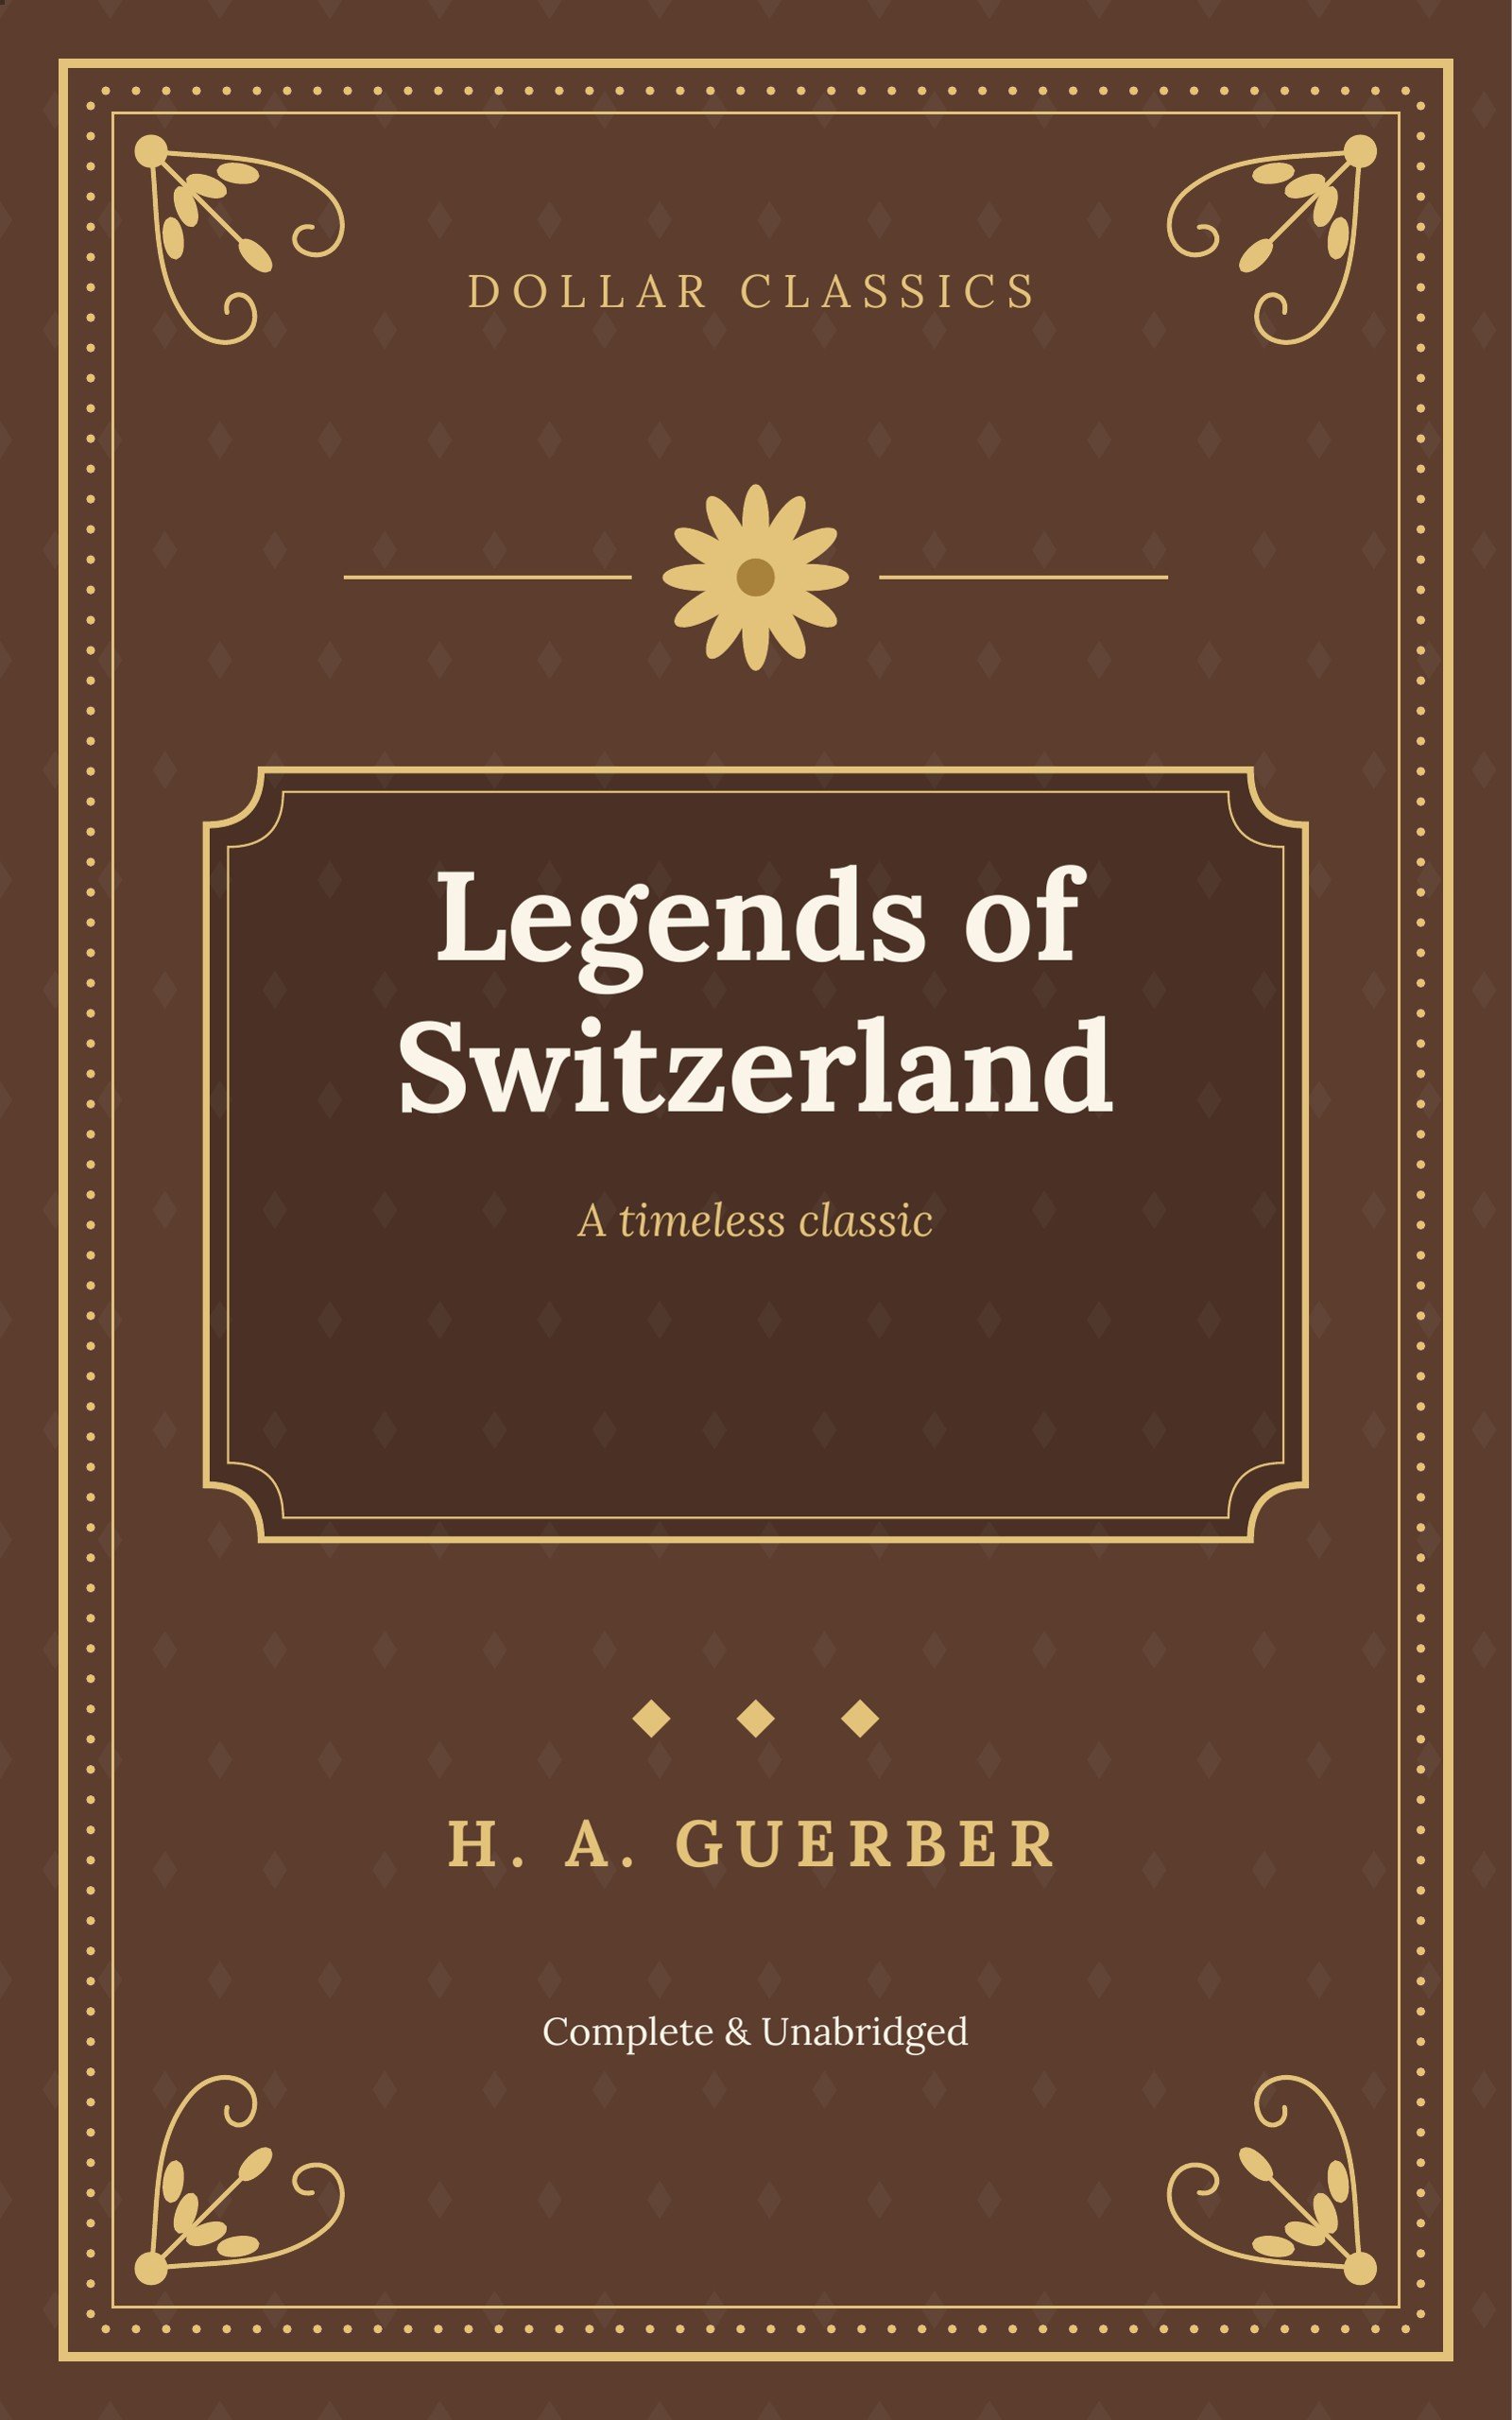 DOLLAR CLASSICS
Legends of
Switzerland
A timeless classic
H. A. GUERBER
Complete & Unabridged